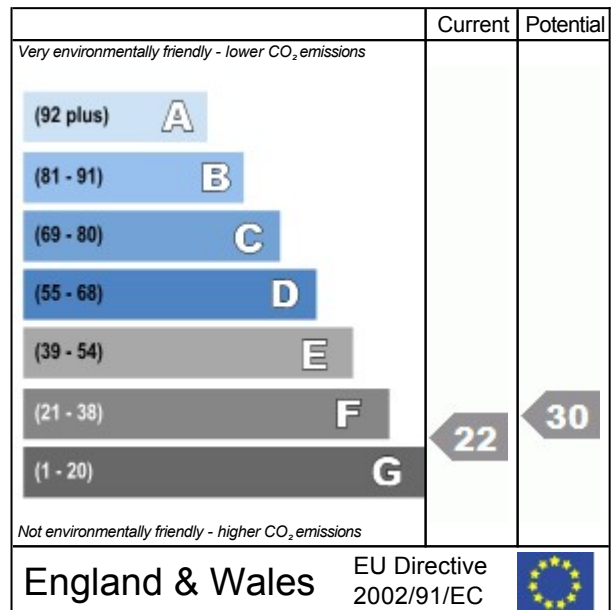 Current Potential
Very environmentally friendly - lower CO₂ emissions
(92 plus) A
(81 - 91) B
(69 - 80) C
(55 - 68) D
(39 - 54) E
(21 - 38) F
(1 - 20) G
22
30
Not environmentally friendly - higher CO₂ emissions
England & Wales
EU Directive
2002/91/EC